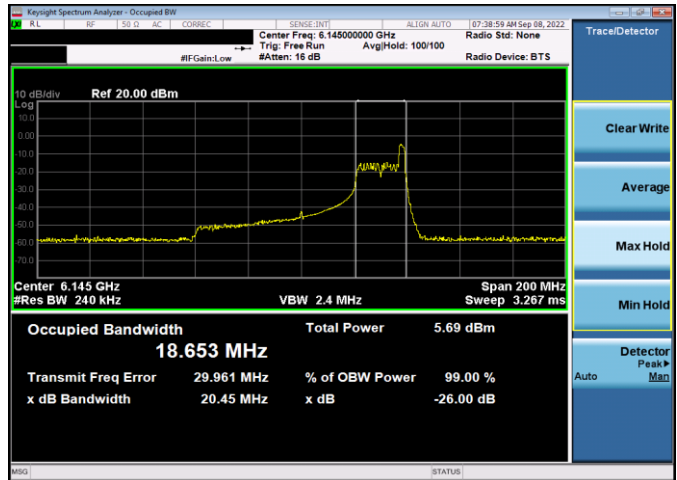 Keysight Spectrum Analyzer - Occupied BW
RL RF 50 Ω AC CORREC SENSE:INT ALIGN AUTO 07:38:59 AM Sep 08, 2022
Center Freq: 6.145000000 GHz Radio Std: None
Trig: Free Run Avg|Hold: 100/100
#IFGain:Low #Atten: 16 dB Radio Device: BTS
Trace/Detector
10 dB/div Ref 20.00 dBm
Log
10.0
0.00
-10.0
-20.0
-30.0
-40.0
-50.0
-60.0
-70.0
Center 6.145 GHz Span 200 MHz
#Res BW 240 kHz VBW 2.4 MHz Sweep 3.267 ms
Occupied Bandwidth Total Power 5.69 dBm
18.653 MHz
Transmit Freq Error 29.961 MHz % of OBW Power 99.00 %
x dB Bandwidth 20.45 MHz x dB -26.00 dB
Clear Write
Average
Max Hold
Min Hold
Detector
Peak▶
Auto Man
MSG STATUS